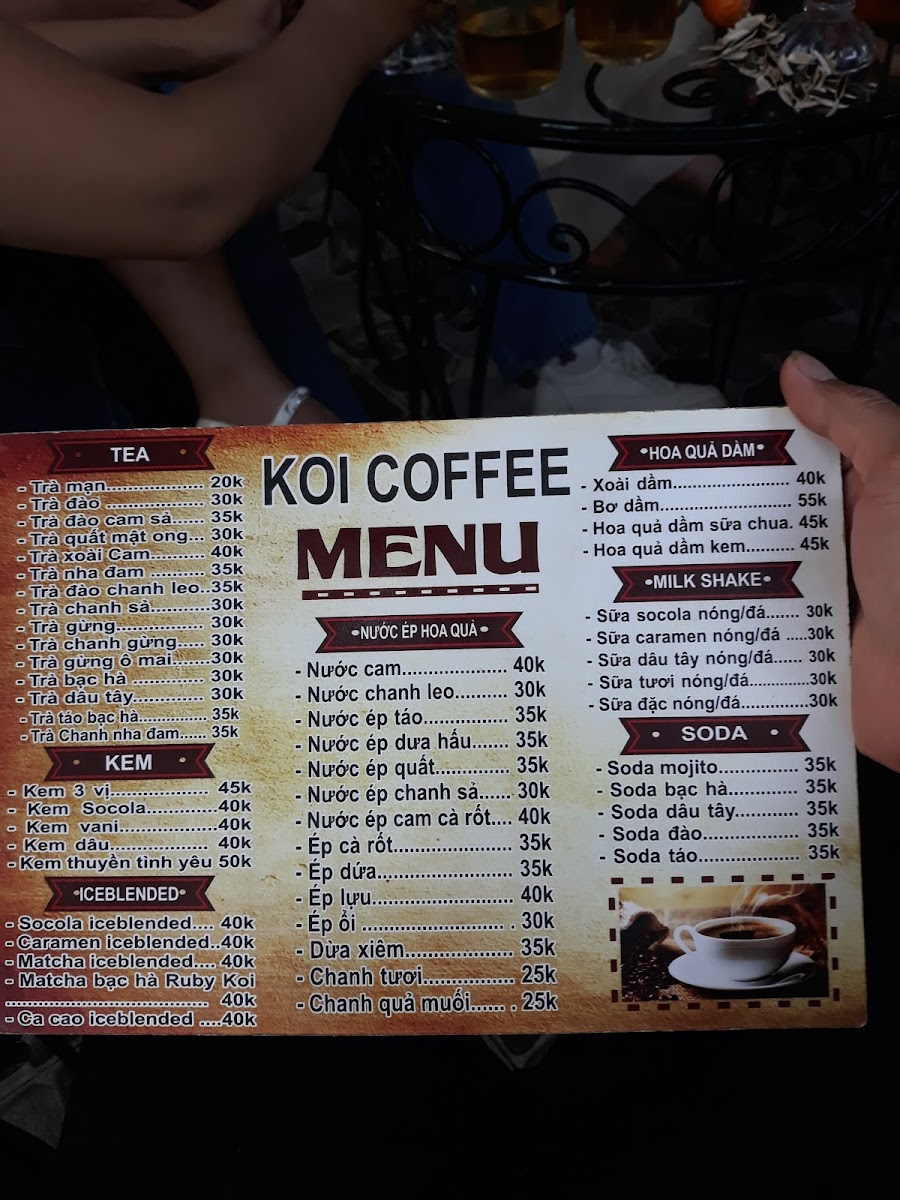 TEA
- Trà mạn.................. 20k
- Trà đào .................... 30k
- Trà đào cam sả...... 35k
- Trà quất mật ong... 30k
- Trà xoài Cam.......... 40k
- Trà nha đam ........... 35k
- Trà đào chanh leo..35k
- Trà chanh sả...........30k
- Trà gừng................. 30k
- Trà chanh gừng..... 30k
- Trà gừng ô mai.......30k
- Trà bạc hà ............... 30k
- Trà dâu tây.............. 30k
- Trà táo bạc hà............... 35k
- Trà Chanh nha đam...... 35k
KEM
- Kem 3 vị.................. 45k
- Kem Socola.............40k
- Kem vani..................40k
- Kem dâu.................. 40k
- Kem thuyền tình yêu 50k
ICEBLENDED
- Socola iceblended.... 40k
- Caramen iceblended..40k
- Matcha iceblended.... 40k
- Matcha bạc hà Ruby Koi
.................................. 40k
- Ca cao iceblended ....40k
KOI COFFEE
MENU
NƯỚC ÉP HOA QUẢ
- Nước cam................... 40k
- Nước chanh leo.......... 30k
- Nước ép táo................ 35k
- Nước ép dưa hấu....... 35k
- Nước ép quất.............. 35k
- Nước ép chanh sả...... 30k
- Nước ép cam cà rốt.... 40k
- Ép cà rốt...................... 35k
- Ép dứa......................... 35k
- Ép lựu.......................... 40k
- Ép ổi ......................... . 30k
- Dừa xiêm..................... 35k
- Chanh tươi.................. 25k
- Chanh quả muối...... . 25k
HOA QUẢ DẦM
- Xoài dầm........................ 40k
- Bơ dầm........................... 55k
- Hoa quả dầm sữa chua. 45k
- Hoa quả dầm kem.......... 45k
MILK SHAKE
- Sữa socola nóng/đá....... 30k
- Sữa caramen nóng/đá .....30k
- Sữa dâu tây nóng/đá...... 30k
- Sữa tươi nóng/đá............30k
- Sữa đặc nóng/đá.............30k
SODA
- Soda mojito............... 35k
- Soda bạc hà.............. 35k
- Soda dâu tây............. 35k
- Soda đào................... 35k
- Soda táo.................... 35k